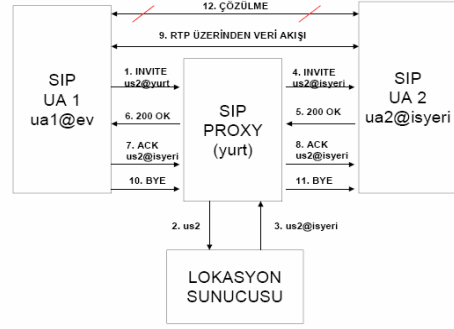 12. ÇÖZÜLME
9. RTP ÜZERİNDEN VERİ AKIŞI
SIP
UA 1
ua1@ev
1. INVITE
us2@yurt
6. 200 OK
7. ACK
us2@isyeri
10. BYE
SIP
PROXY
(yurt)
4. INVITE
us2@isyeri
5. 200 OK
8. ACK
us2@isyeri
11. BYE
SIP
UA 2
ua2@isyeri
2. us2
3. us2@isyeri
LOKASYON
SUNUCUSU